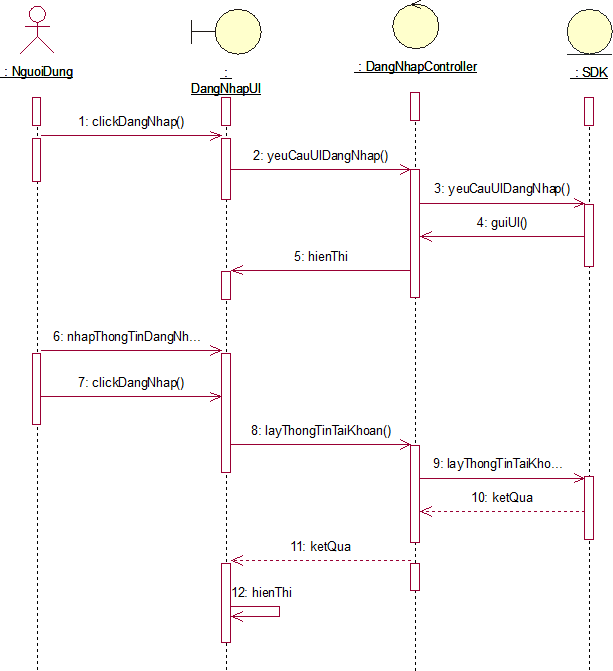 : NguoiDung
:
DangNhapUI
: DangNhapController
: SDK
1: clickDangNhap()
2: yeuCauUIDangNhap()
3: yeuCauUIDangNhap()
4: guiUI()
5: hienThi
6: nhapThongTinDangNh...
7: clickDangNhap()
8: layThongTinTaiKhoan()
9: layThongTinTaiKho...
10: ketQua
11: ketQua
12: hienThi